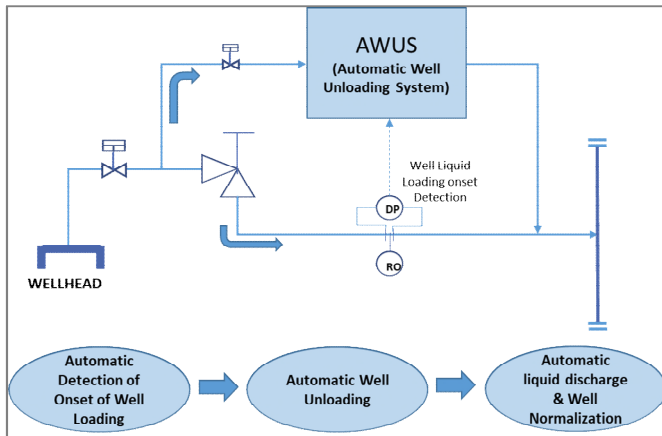 AWUS
(Automatic Well
Unloading System)
Well Liquid
Loading onset
Detection
DP
RO
WELLHEAD
Automatic
Detection of
Onset of Well
Loading
Automatic Well
Unloading
Automatic
liquid discharge
& Well
Normalization